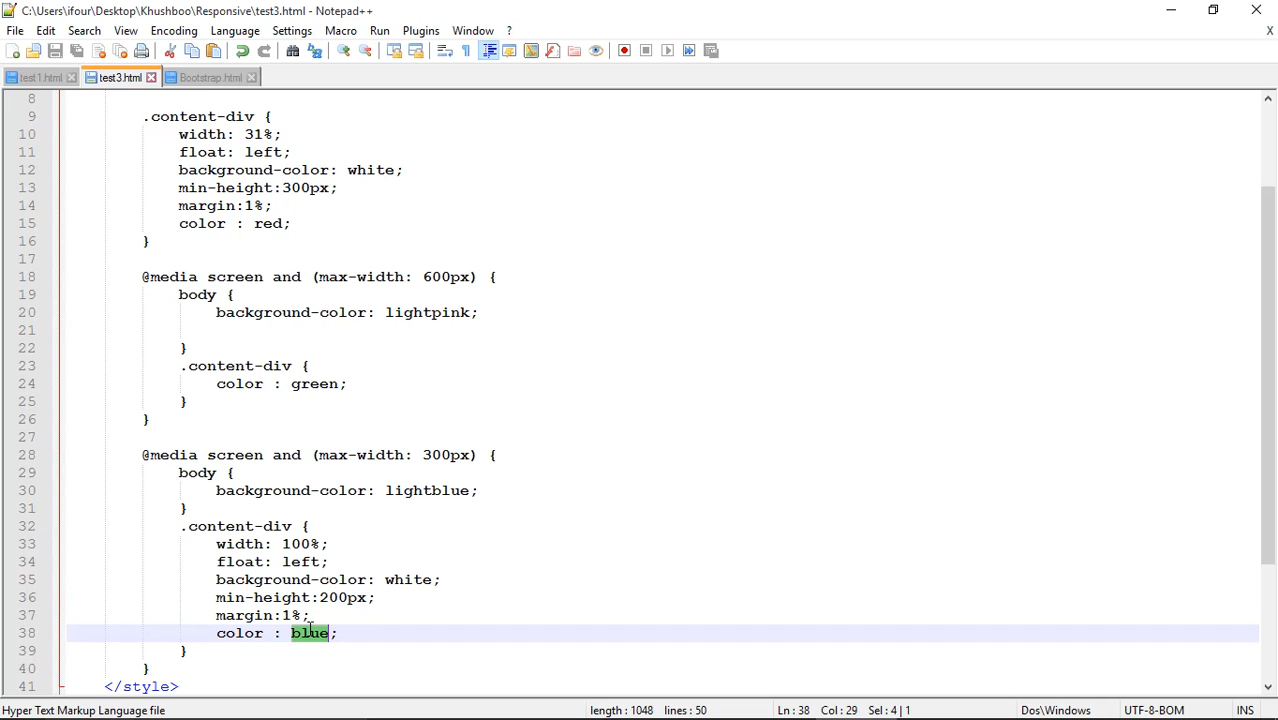 C:\Users\ifour\Desktop\Khushboo\Responsive\test3.html - Notepad++
File Edit Search View Encoding Language Settings Macro Run Plugins Window ? X
test1.html test3.html Bootstrap.html
8
9 .content-div {
10 width: 31%;
11 float: left;
12 background-color: white;
13 min-height:300px;
14 margin:1%;
15 color : red;
16 }
17
18 @media screen and (max-width: 600px) {
19 body {
20 background-color: lightpink;
21
22 }
23 .content-div {
24 color : green;
25 }
26 }
27
28 @media screen and (max-width: 300px) {
29 body {
30 background-color: lightblue;
31 }
32 .content-div {
33 width: 100%;
34 float: left;
35 background-color: white;
36 min-height:200px;
37 margin:1%;
38 color : blue;
39 }
40 }
41 </style>
Hyper Text Markup Language file length : 1048 lines : 50 Ln : 38 Col : 29 Sel : 4 | 1 Dos\Windows UTF-8-BOM INS